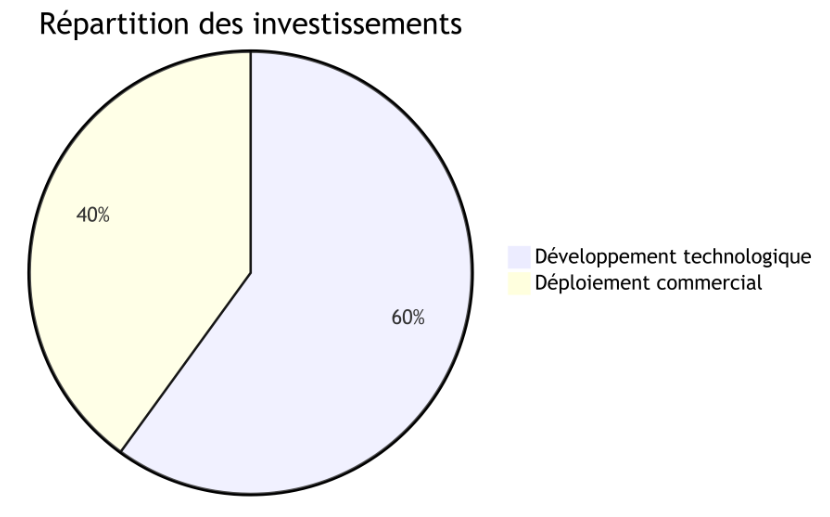 Répartition des investissements
40%
60%
Développement technologique
Déploiement commercial